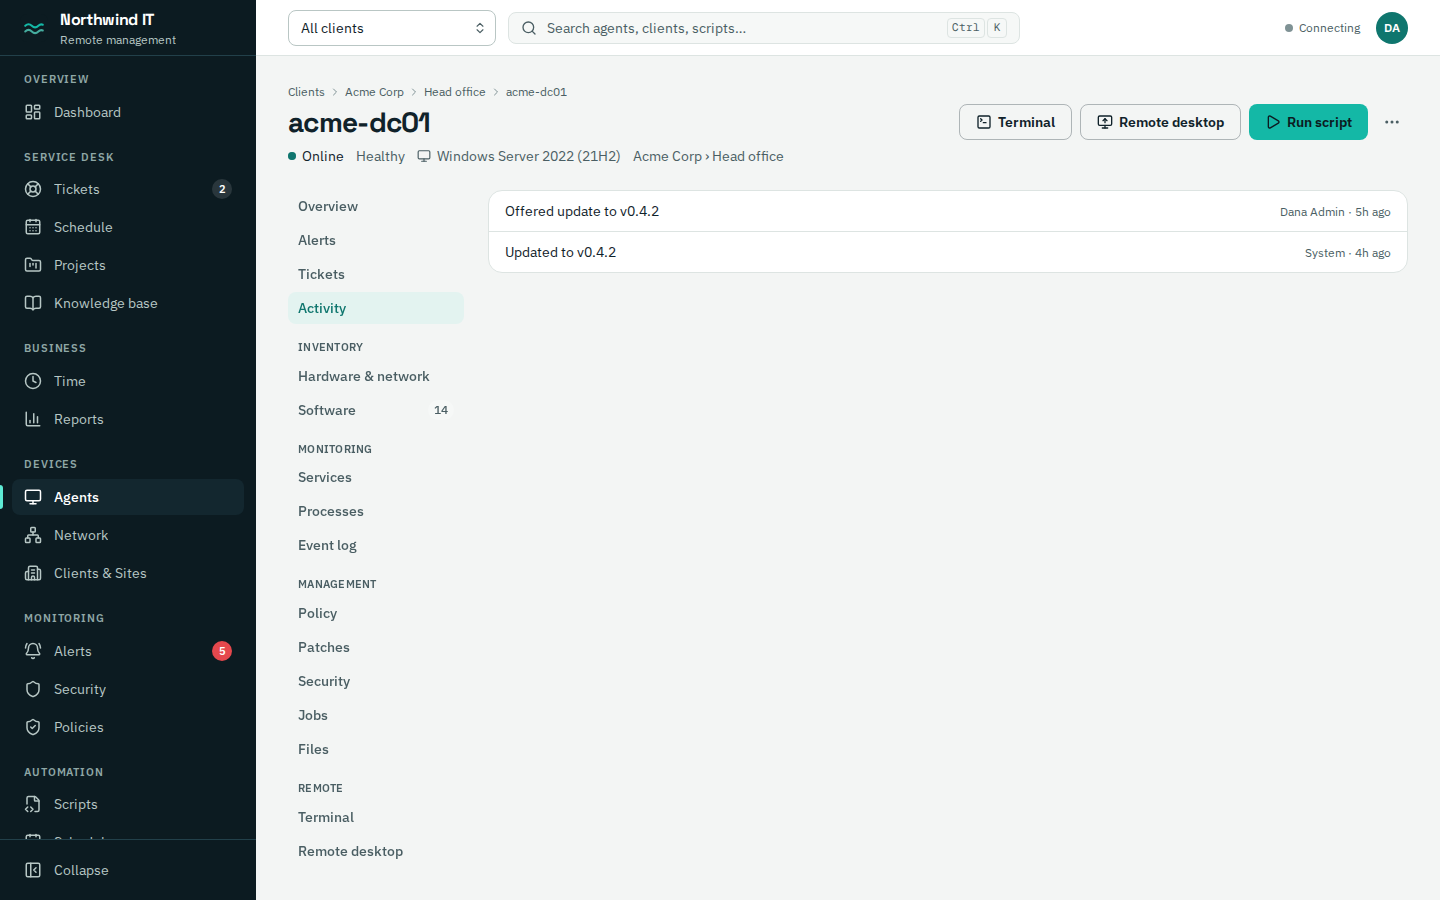 Northwind IT
Remote management
OVERVIEW
Dashboard
SERVICE DESK
Tickets 2
Schedule
Projects
Knowledge base
BUSINESS
Time
Reports
DEVICES
Agents
Network
Clients & Sites
MONITORING
Alerts 5
Security
Policies
AUTOMATION
Scripts
Collapse
All clients
Search agents, clients, scripts... Ctrl K
Connecting DA
Clients > Acme Corp > Head office > acme-dc01
acme-dc01
Terminal Remote desktop Run script
Online Healthy Windows Server 2022 (21H2) Acme Corp › Head office
Overview
Alerts
Tickets
Activity
INVENTORY
Hardware & network
Software 14
MONITORING
Services
Processes
Event log
MANAGEMENT
Policy
Patches
Security
Jobs
Files
REMOTE
Terminal
Remote desktop
Offered update to v0.4.2 Dana Admin · 5h ago
Updated to v0.4.2 System · 4h ago